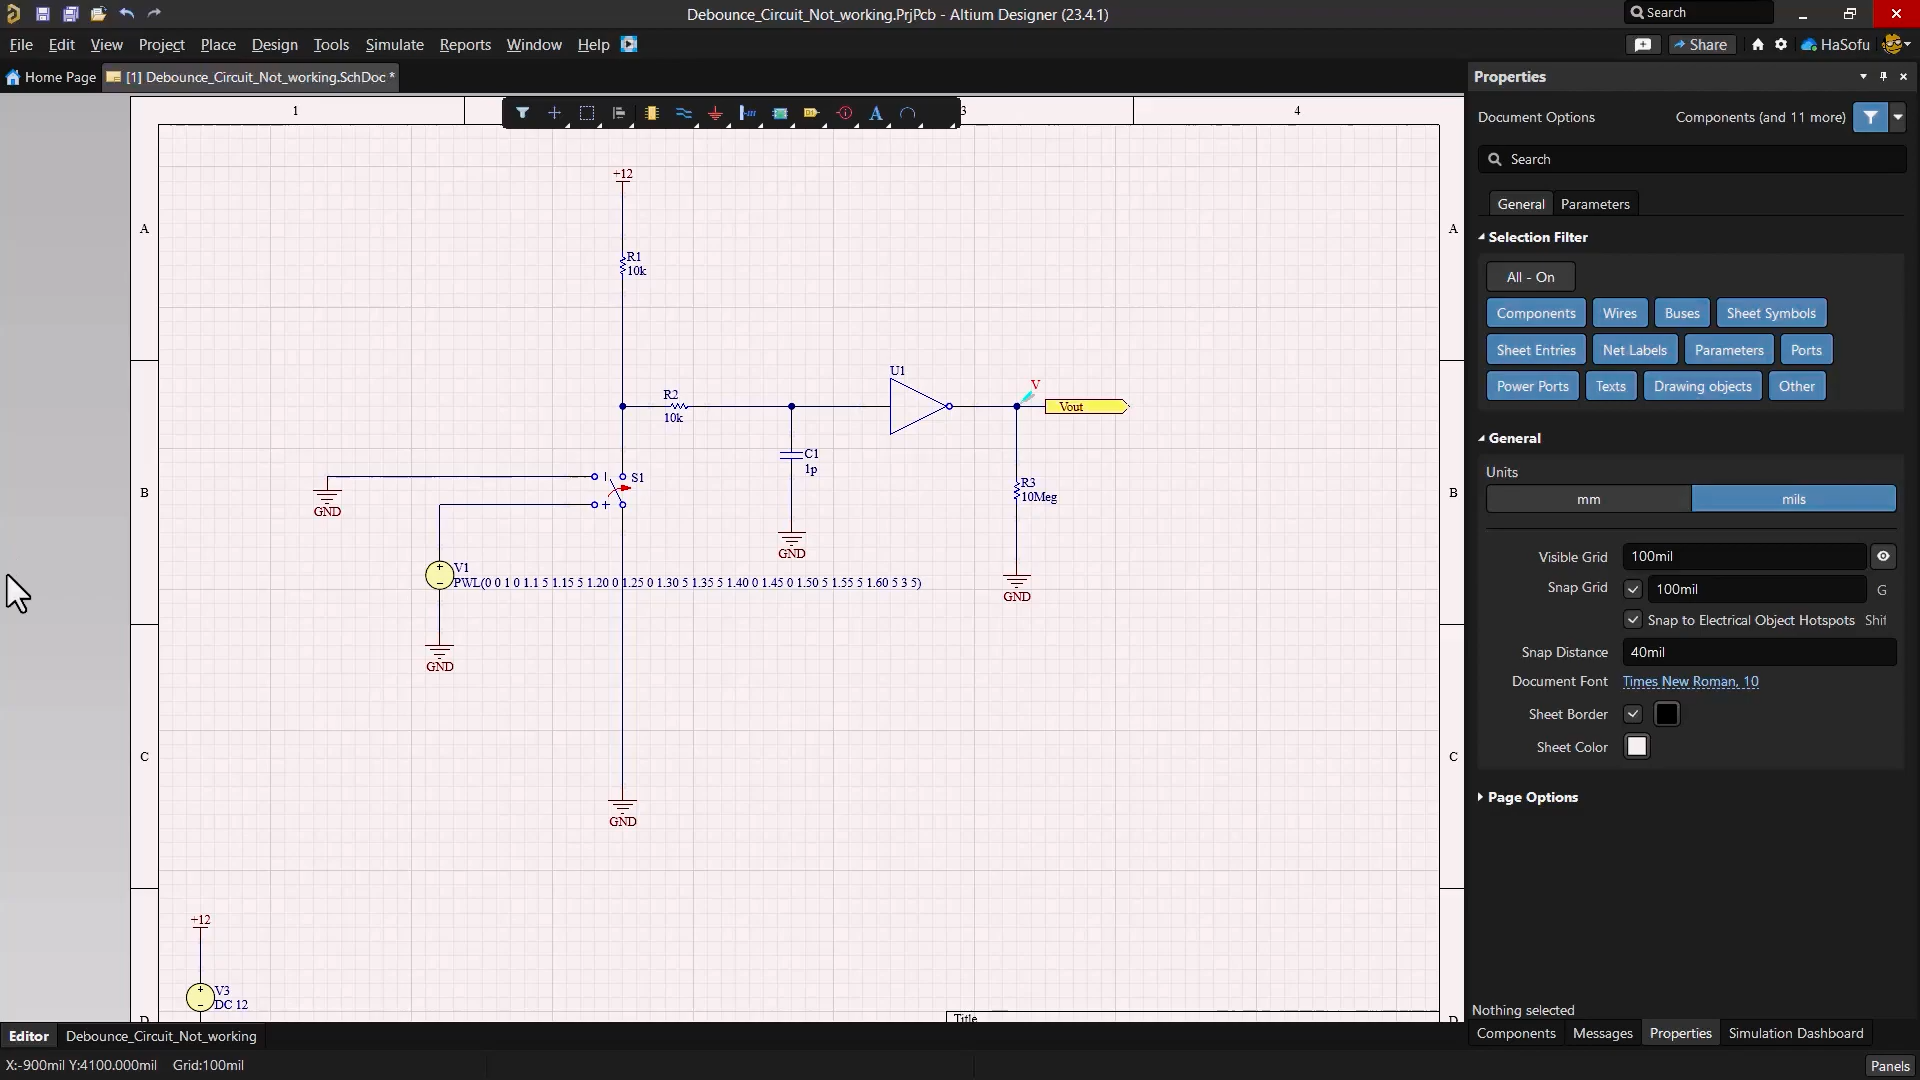 Debounce_Circuit_Not_working.PrjPcb - Altium Designer (23.4.1)
Search
File Edit View Project Place Design Tools Simulate Reports Window Help
Share
HaSofu
Home Page
[1] Debounce_Circuit_Not_working.SchDoc *
1
3
4
A
B
C
D
A
B
C
D
+12
R1
10k
R2
10k
U1
V
Vout
C1
1p
GND
R3
10Meg
GND
S1
GND
V1
PWL(0 0 1 0 1.1 5 1.15 5 1.20 0 1.25 0 1.30 5 1.35 5 1.40 0 1.45 0 1.50 5 1.55 5 1.60 5 3 5)
GND
GND
+12
V3
DC 12
Title
Properties
Document Options
Components (and 11 more)
Search
General
Parameters
Selection Filter
All - On
Components Wires Buses Sheet Symbols
Sheet Entries Net Labels Parameters Ports
Power Ports Texts Drawing objects Other
General
Units
mm
mils
Visible Grid 100mil
Snap Grid 100mil G
Snap to Electrical Object Hotspots Shif
Snap Distance 40mil
Document Font Times New Roman, 10
Sheet Border
Sheet Color
Page Options
Nothing selected
Components Messages Properties Simulation Dashboard
Editor Debounce_Circuit_Not_working
X:-900mil Y:4100.000mil Grid:100mil
Panels